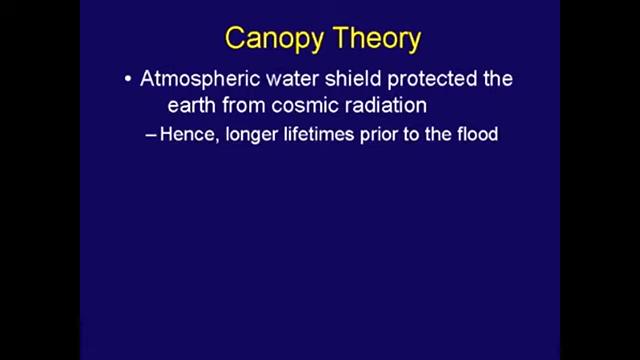 Canopy Theory
• Atmospheric water shield protected the
earth from cosmic radiation
– Hence, longer lifetimes prior to the flood